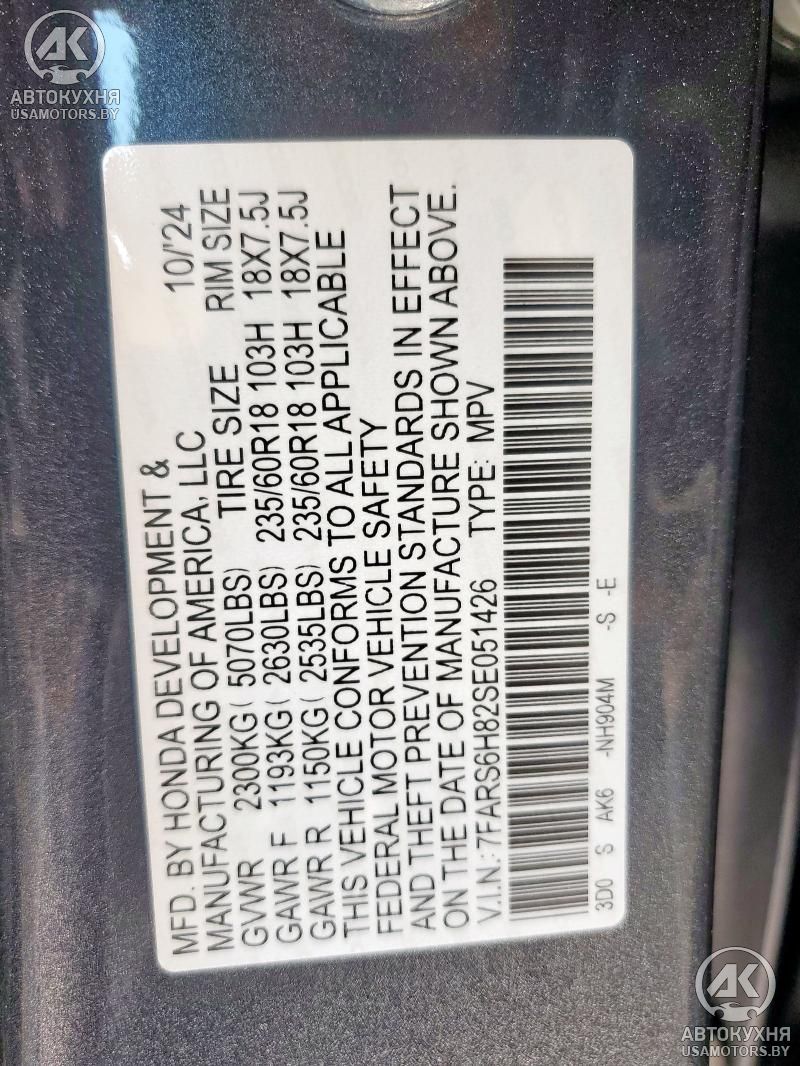 AK
АВТОКУХНЯ
USAMOTORS.BY
MFD. BY HONDA DEVELOPMENT & 10/'24
MANUFACTURING OF AMERICA, LLC
GVWR 2300KG( 5070LBS) TIRE SIZE RIM SIZE
GAWR F 1193KG( 2630LBS) 235/60R18 103H 18X7.5J
GAWR R 1150KG( 2535LBS) 235/60R18 103H 18X7.5J
THIS VEHICLE CONFORMS TO ALL APPLICABLE
FEDERAL MOTOR VEHICLE SAFETY
AND THEFT PREVENTION STANDARDS IN EFFECT
ON THE DATE OF MANUFACTURE SHOWN ABOVE.
V.I.N.: 7FARS6H82SE051426 TYPE: MPV
3D0 S AK6 -NH904M -S -E
AK
АВТОКУХНЯ
USAMOTORS.BY